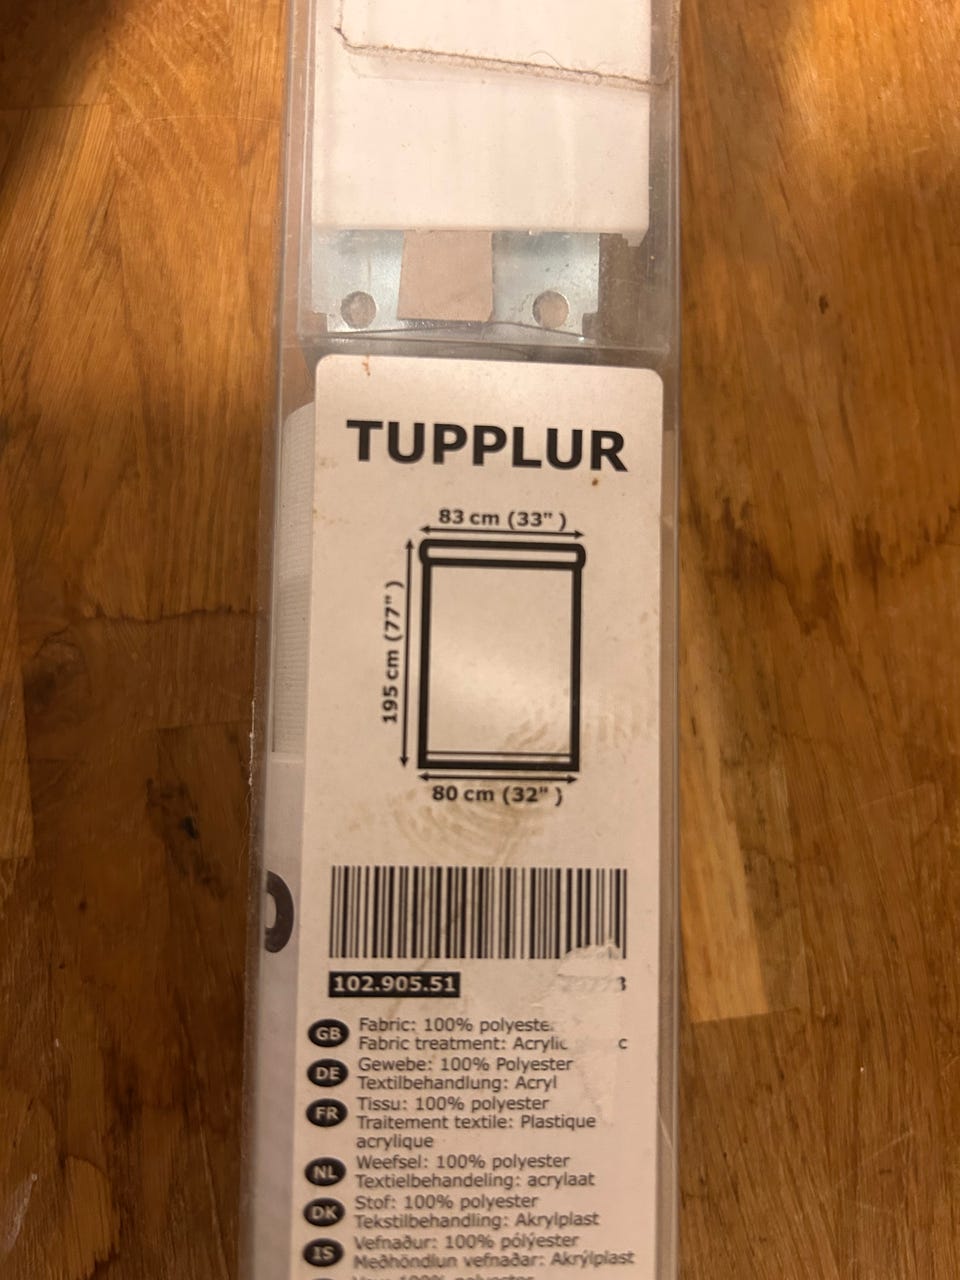 TUPPLUR
83 cm (33")
195 cm (77")
80 cm (32")
102.905.51
GB Fabric: 100% polyester
Fabric treatment: Acrylic
DE Gewebe: 100% Polyester
Textilbehandlung: Acryl
FR Tissu: 100% polyester
Traitement textile: Plastique
acrylique
NL Weefsel: 100% polyester
Textielbehandeling: acrylaat
DK Stof: 100% polyester
Tekstilbehandling: Akrylplast
IS Vefnaður: 100% pólýester
Meðhöndlun vefnaðar: Akrýlplast